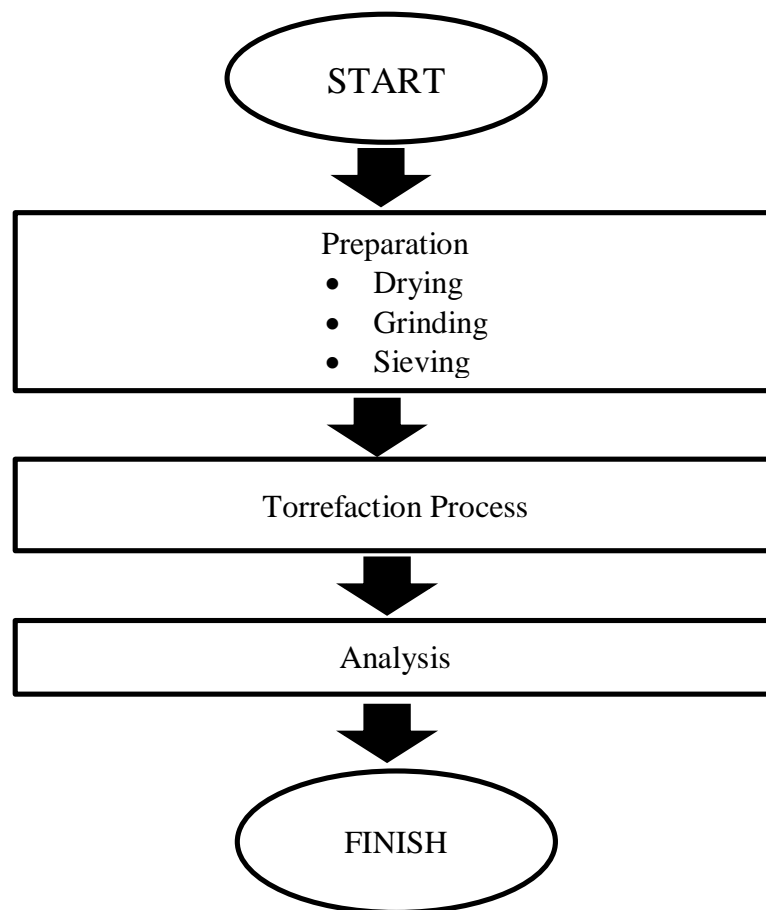 START
Preparation
• Drying
• Grinding
• Sieving
Torrefaction Process
Analysis
FINISH